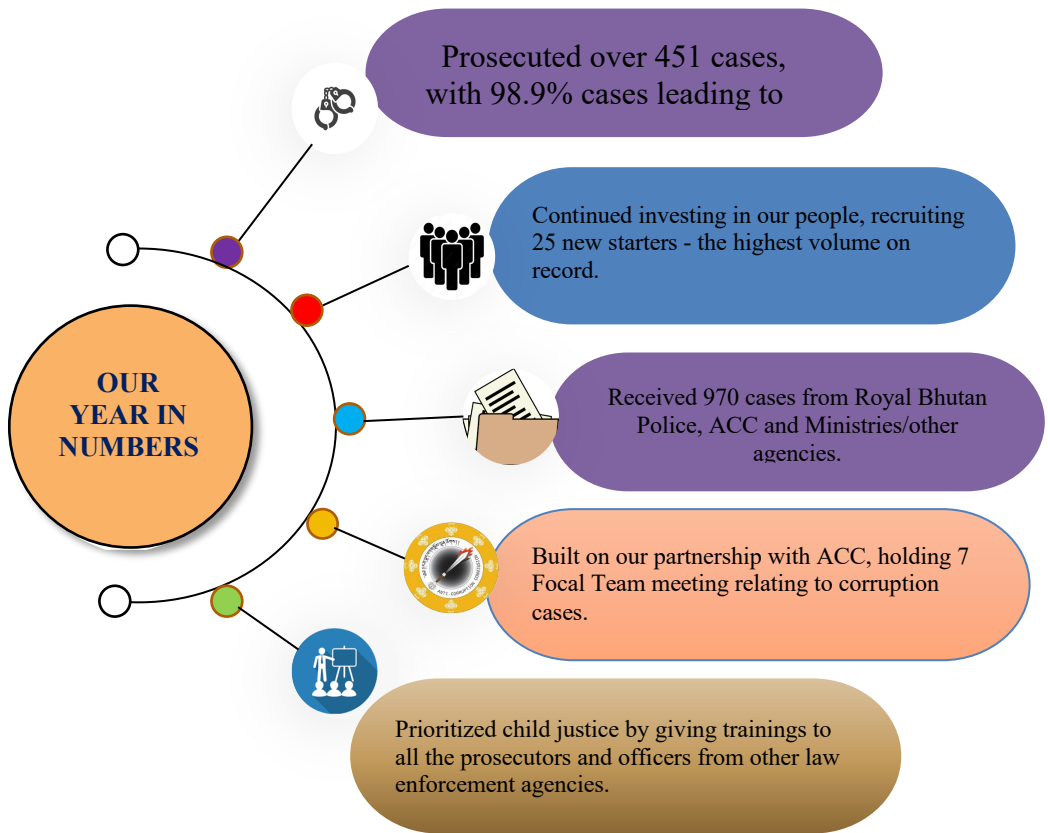 Prosecuted over 451 cases,
with 98.9% cases leading to
Continued investing in our people, recruiting
25 new starters - the highest volume on
record.
OUR
YEAR IN
NUMBERS
Received 970 cases from Royal Bhutan
Police, ACC and Ministries/other
agencies.
Built on our partnership with ACC, holding 7
Focal Team meeting relating to corruption
cases.
ANTI-CORRUPTION COMMISSION
Prioritized child justice by giving trainings to
all the prosecutors and officers from other law
enforcement agencies.